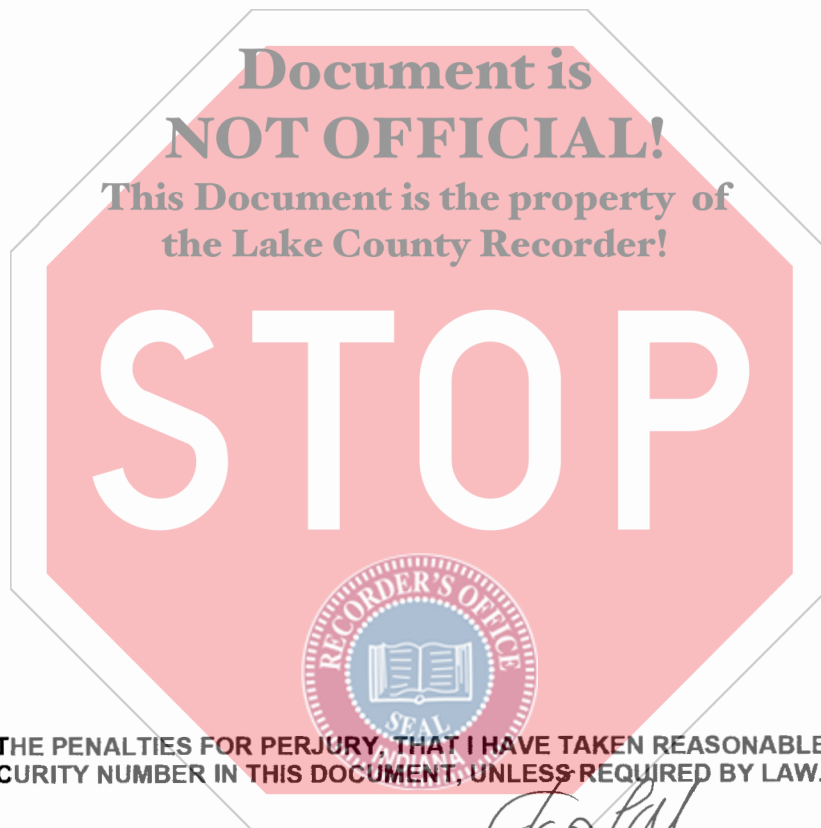 Document is
NOT OFFICIAL!
This Document is the property of
the Lake County Recorder!
STOP
RECORDER'S OFFICE
SEAL
INDIANA
THE PENALTIES FOR PERJURY, THAT I HAVE TAKEN REASONABLE
CURITY NUMBER IN THIS DOCUMENT, UNLESS REQUIRED BY LAW.